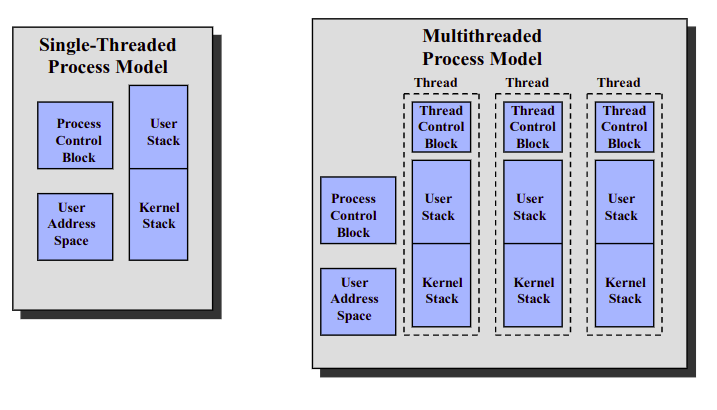 Single-Threaded
Process Model
Process
Control
Block
User
Stack
User
Address
Space
Kernel
Stack
Multithreaded
Process Model
Thread
Thread
Thread
Thread
Control
Block
Thread
Control
Block
Thread
Control
Block
Process
Control
Block
User
Stack
User
Stack
User
Stack
User
Address
Space
Kernel
Stack
Kernel
Stack
Kernel
Stack